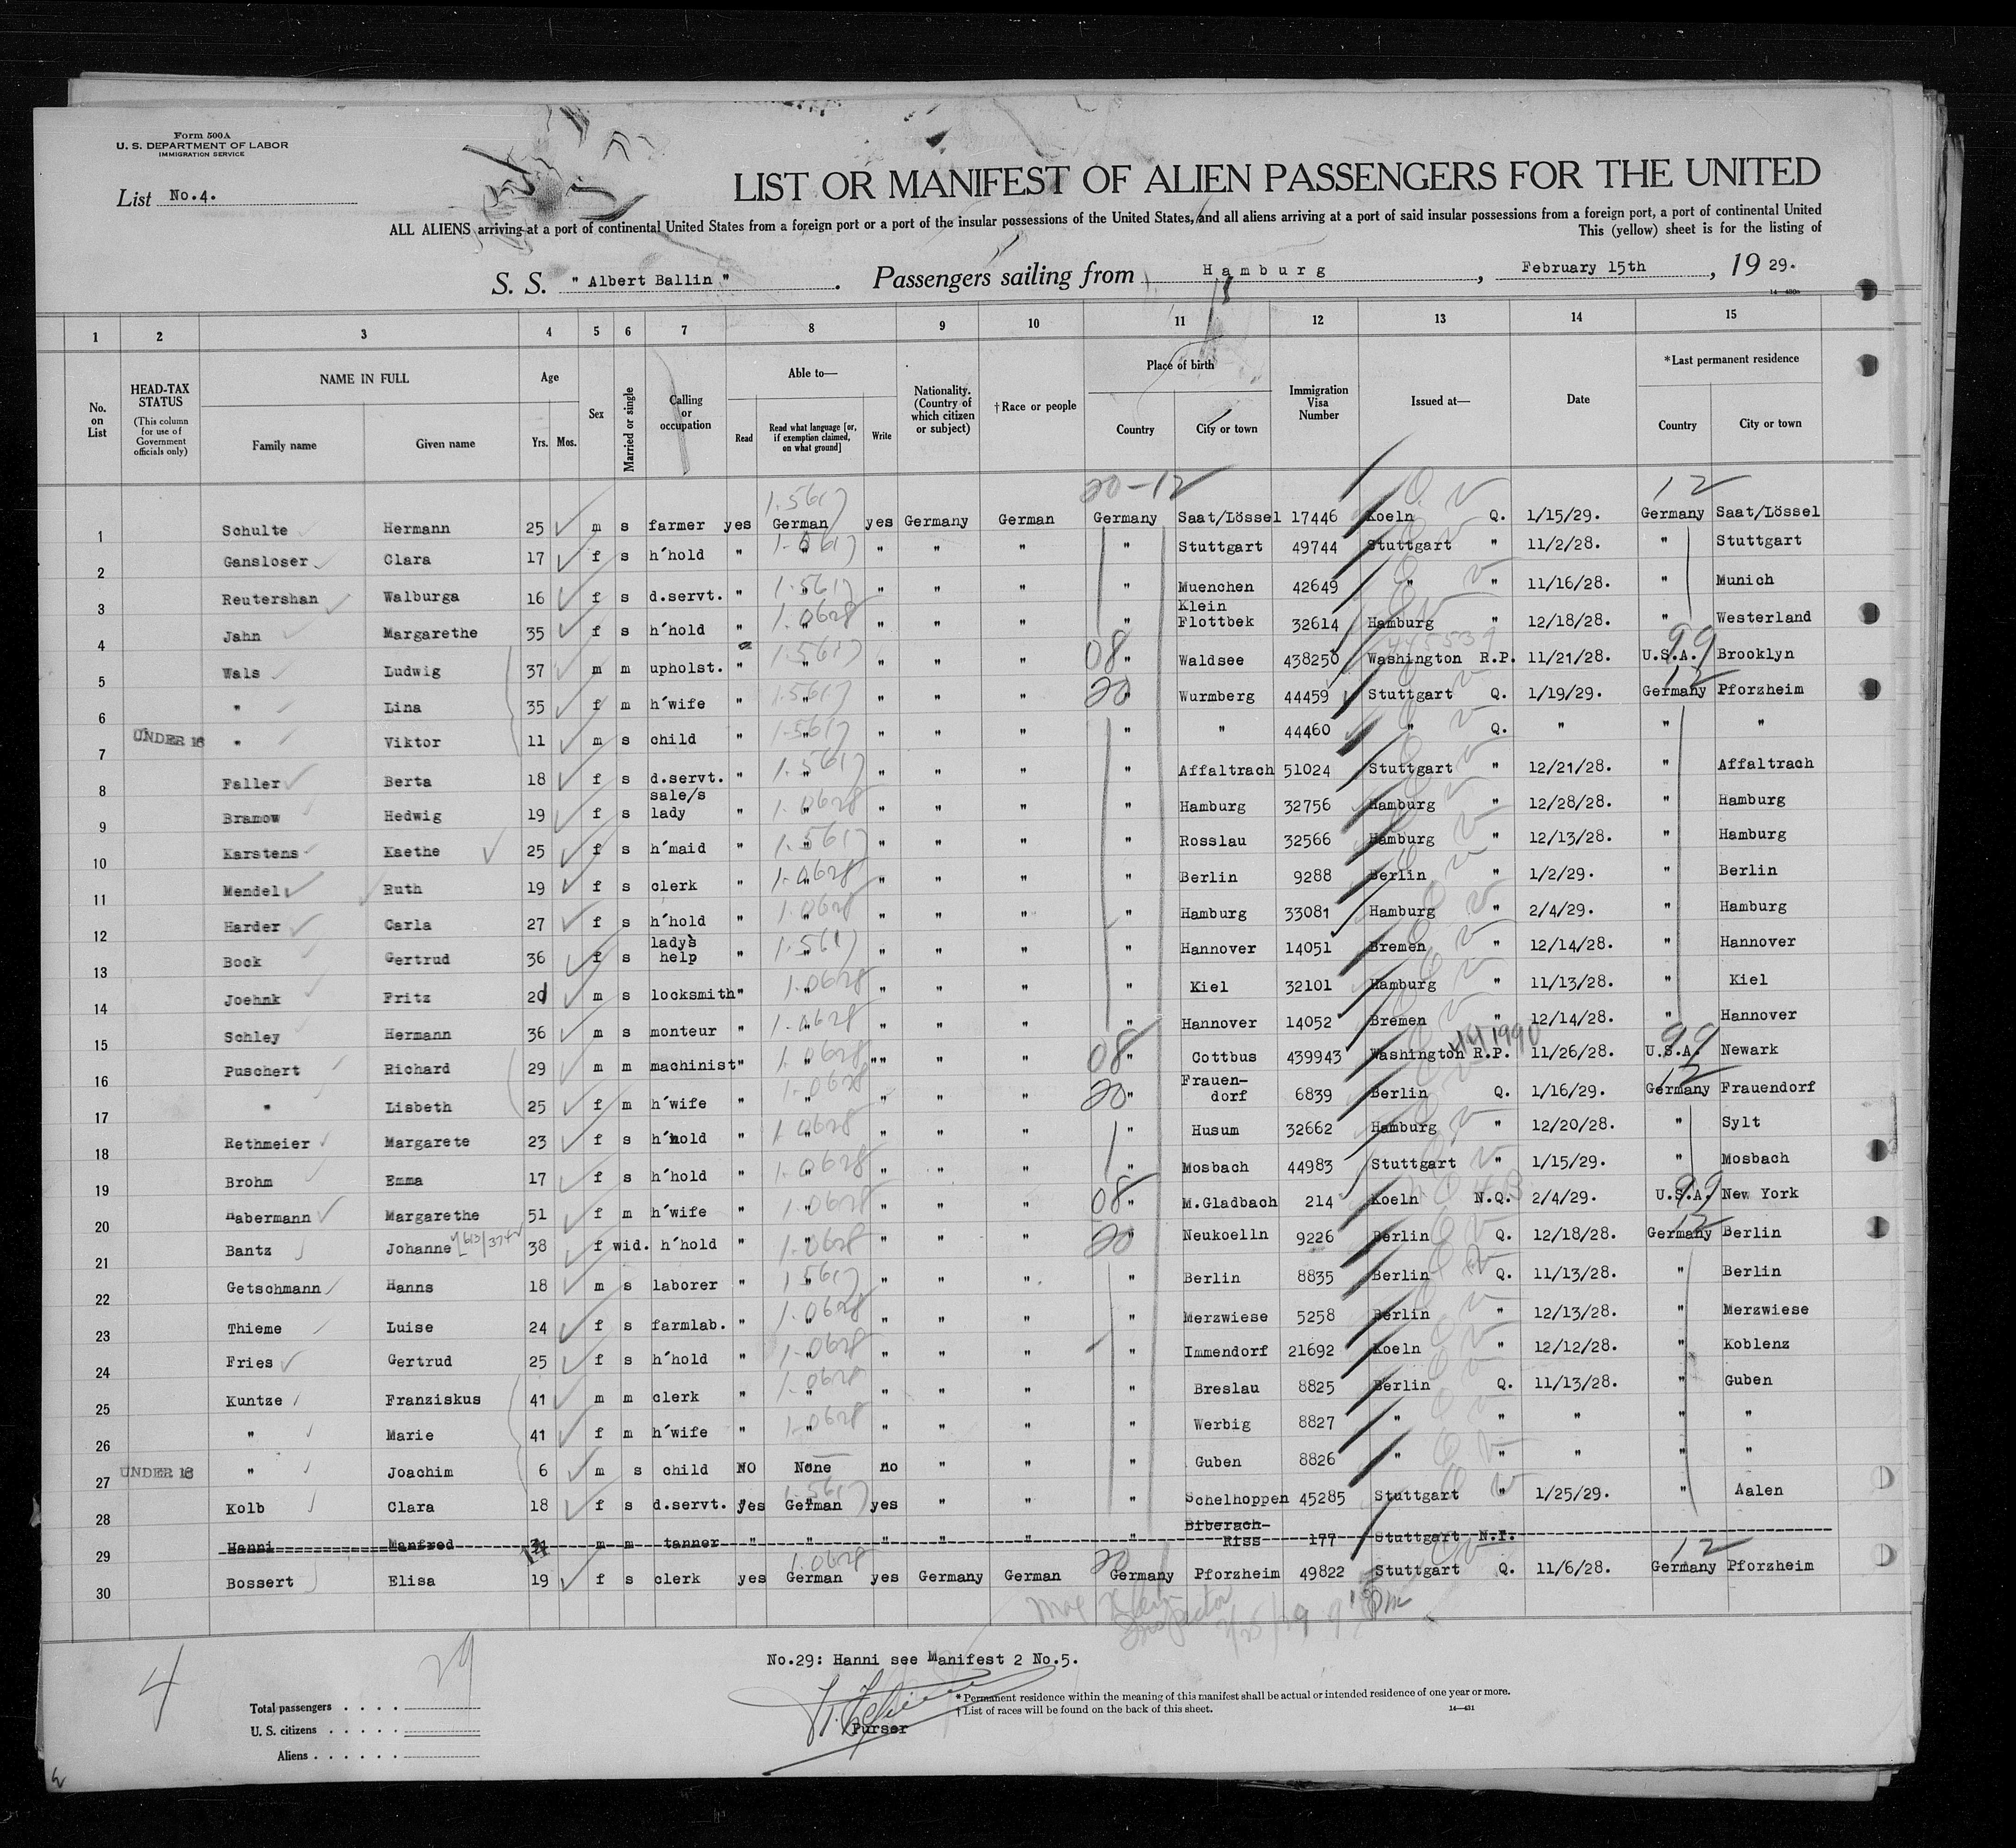 Form 500A
U. S. DEPARTMENT OF LABOR
IMMIGRATION SERVICE
List No.4.
LIST OR MANIFEST OF ALIEN PASSENGERS FOR THE UNITED
ALL ALIENS arriving at a port of continental United States from a foreign port or a port of the insular possessions of the United States, and all aliens arriving at a port of said insular possessions from a foreign port, a port of continental United
This (yellow) sheet is for the listing of
S. S. " Albert Ballin " . Passengers sailing from Hamburg , February 15th , 19 29.
1 2 3 4 5 6 7 8 9 10 11 12 13 14 15
No. on List
HEAD-TAX STATUS (This column for use of Government officials only)
NAME IN FULL Family name Given name
Age Yrs. Mos.
Sex
Married or single
Calling or occupation
Able to— Read Read what language [or, if exemption claimed, on what ground] Write
Nationality. (Country of which citizen or subject)
†Race or people
Place of birth Country City or town
Immigration Visa Number
Issued at—
Date
*Last permanent residence Country City or town
20-12 12
1 Schulte Hermann 25 m s farmer yes German yes Germany German Germany Saat/Lössel 17446 Koeln Q. 1/15/29. Germany Saat/Lössel
2 Gansloser Clara 17 f s h'hold " " " " " " Stuttgart 49744 Stuttgart " 11/2/28. " Stuttgart
3 Reutershan Walburga 16 f s d.servt. " " " " " " Muenchen 42649 " " 11/16/28. " Munich
4 Jahn Margarethe 35 f s h'hold " " " " " " Klein Flottbek 32614 Hamburg " 12/18/28. " Westerland
5 Wals Ludwig 37 m m upholst. " " " " " 08 " Waldsee 438250 Washington R.P. 11/21/28. U.S.A. 99 Brooklyn
6 " Lina 35 f m h'wife " " " " " 20 " Wurmberg 44459 Stuttgart Q. 1/19/29. Germany 12 Pforzheim
7 UNDER 16 " Viktor 11 m s child " " " " " " " 44460 " Q. " " "
8 Faller Berta 18 f s d.servt. " " " " " " Affaltrach 51024 Stuttgart " 12/21/28. " Affaltrach
9 Bramow Hedwig 19 f s sale/s lady " " " " " " Hamburg 32756 Hamburg " 12/28/28. " Hamburg
10 Karstens Kaethe 25 f s h'maid " " " " " " Rosslau 32566 Hamburg " 12/13/28. " Hamburg
11 Mendel Ruth 19 f s clerk " " " " " " Berlin 9288 Berlin " 1/2/29. " Berlin
12 Harder Carla 27 f s h'hold " " " " " " Hamburg 33081 Hamburg " 2/4/29. " Hamburg
13 Bock Gertrud 36 f s lady's help " " " " " " Hannover 14051 Bremen " 12/14/28. " Hannover
14 Joehnk Fritz m s locksmith " " " " " " Kiel 32101 Hamburg " 11/13/28. " Kiel
15 Schley Hermann 36 m s monteur " " " " " " Hannover 14052 Bremen " 12/14/28. " Hannover
16 Puschert Richard 29 m m machinist " " "" " " 08 " Cottbus 439943 Washington R.P. 11/26/28. U.S.A. 99 Newark
17 " Lisbeth 25 f m h'wife " " " " " 20 " Frauen- dorf 6839 Berlin Q. 1/16/29. Germany 12 Frauendorf
18 Rethmeier Margarete 23 f s h'hold " " " " " " Husum 32662 Hamburg " 12/20/28. " Sylt
19 Brohm Emma 17 f s h'hold " " " " " " Mosbach 44983 Stuttgart " 1/15/29. " Mosbach
20 Habermann Margarethe 51 f m h'wife " " " " " 08 " M.Gladbach 214 Koeln N.Q. 2/4/29. U.S.A. 99 New York
21 Bantz Johanne 38 f wid. h'hold " " " " " 20 " Neukoelln 9226 Berlin Q. 12/18/28. Germany 12 Berlin
22 Getschmann Hanns 18 m s laborer " " " " " " Berlin 8835 Berlin Q. 11/13/28. " Berlin
23 Thieme Luise 24 f s farmlab. " " " " " " Merzwiese 5258 Berlin " 12/13/28. " Merzwiese
24 Fries Gertrud 25 f s h'hold " " " " " " Immendorf 21692 Koeln " 12/12/28. " Koblenz
25 Kuntze Franziskus 41 m m clerk " " " " " " Breslau 8825 Berlin Q. 11/13/28. " Guben
26 " Marie 41 f m h'wife " " " " " " Werbig 8827 " " " " "
27 UNDER 16 " Joachim 6 m s child NO None no " " " Guben 8826 " " " " "
28 Kolb Clara 18 f s d.servt. yes German yes " " " Schelhoppen 45285 Stuttgart " 1/25/29. " Aalen
29 Hanni Manfred m m tanner " " " " " " Biberach- Riss 177 Stuttgart N.I.
30 Bossert Elisa 19 f s clerk yes German yes Germany German 20 Germany Pforzheim 49822 Stuttgart Q. 11/6/28. Germany 12 Pforzheim
Inspector
No.29: Hanni see Manifest 2 No.5.
4 29
Total passengers . . . .
U. S. citizens . . . . .
Aliens . . . . . .
Purser
* Permanent residence within the meaning of this manifest shall be actual or intended residence of one year or more.
† List of races will be found on the back of this sheet.
14—431